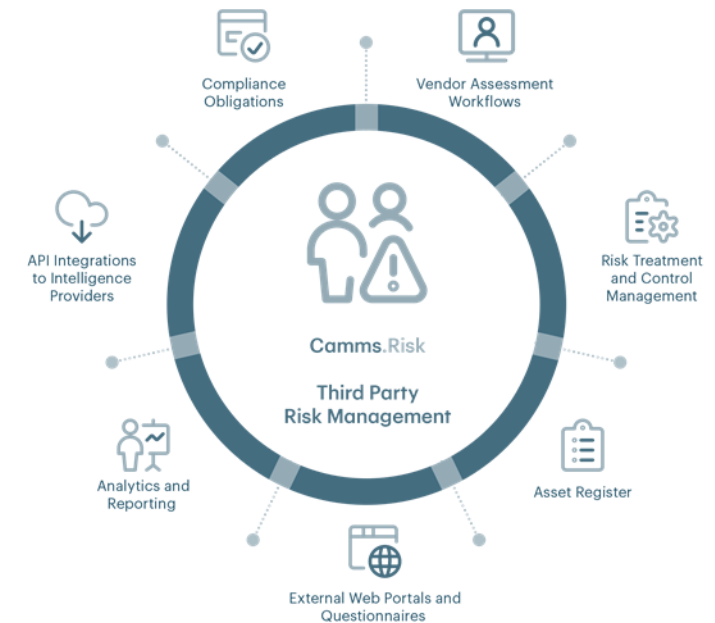 Compliance
Obligations
Vendor Assessment
Workflows
API Integrations
to Intelligence
Providers
Risk Treatment
and Control
Management
Camms.Risk
Third Party
Risk Management
Analytics and
Reporting
Asset Register
External Web Portals and
Questionnaires